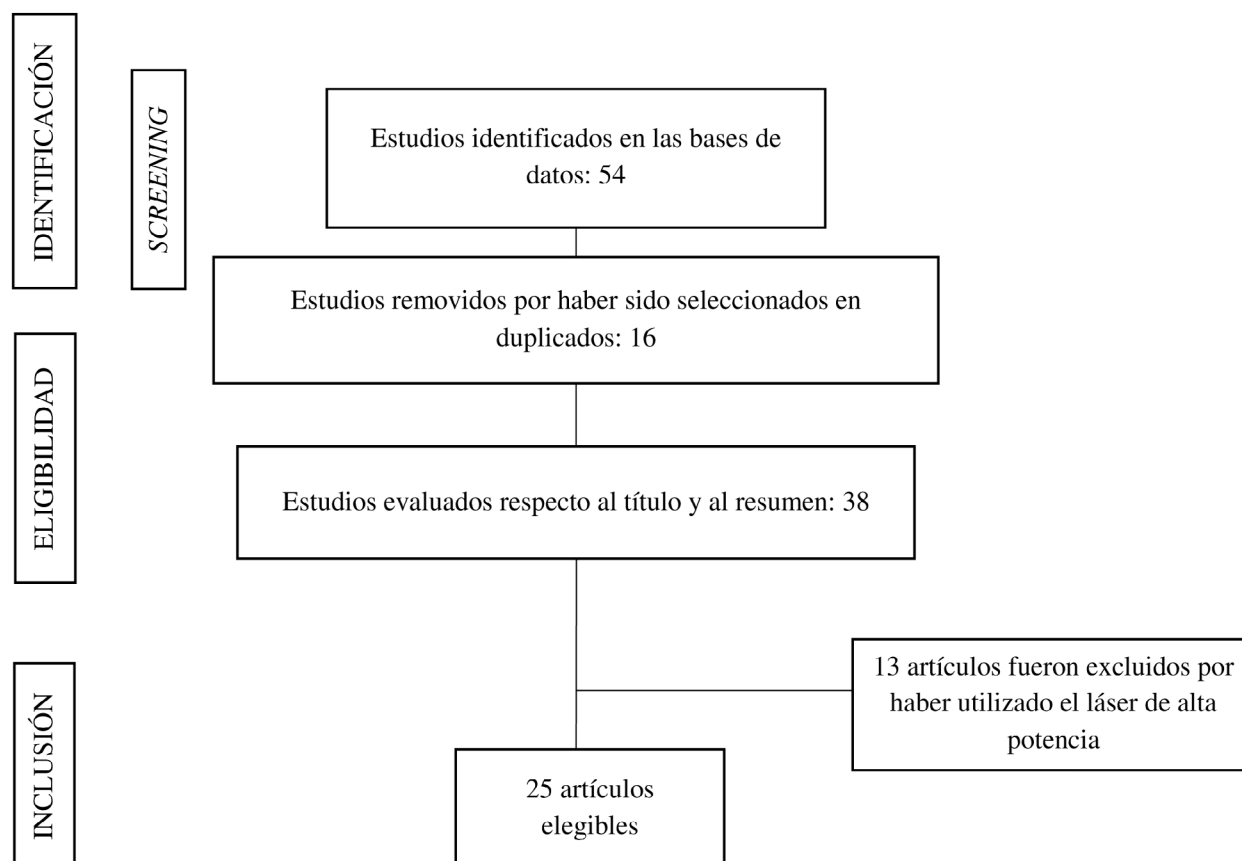 IDENTIFICACIÓN
SCREENING
Estudios identificados en las bases de
datos: 54
Estudios removidos por haber sido seleccionados en
duplicados: 16
ELIGIBILIDAD
Estudios evaluados respecto al título y al resumen: 38
13 artículos fueron excluidos por
haber utilizado el láser de alta
potencia
INCLUSIÓN
25 artículos
elegibles